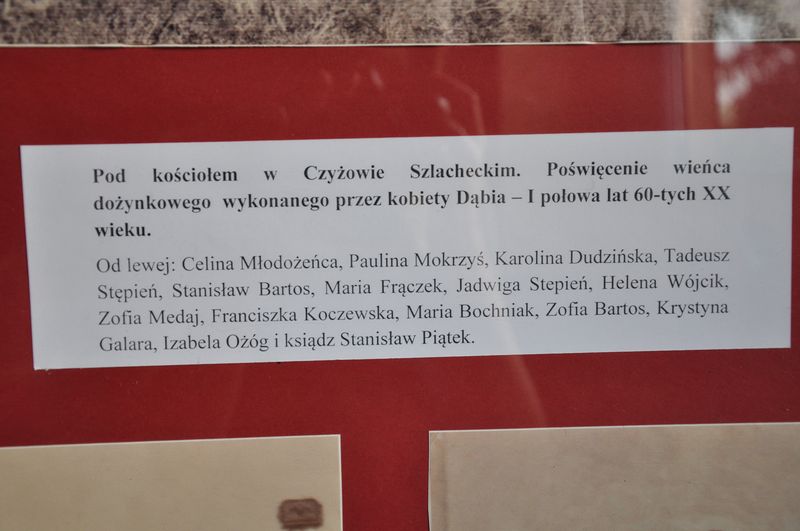 Pod kościołem w Czyżowie Szlacheckim. Poświęcenie wieńca
dożynkowego wykonanego przez kobiety Dąbia – I połowa lat 60-tych XX
wieku.
Od lewej: Celina Młodożeńca, Paulina Mokrzyś, Karolina Dudzińska, Tadeusz
Stępień, Stanisław Bartos, Maria Frączek, Jadwiga Stepień, Helena Wójcik,
Zofia Medaj, Franciszka Koczewska, Maria Bochniak, Zofia Bartos, Krystyna
Galara, Izabela Ożóg i ksiądz Stanisław Piątek.